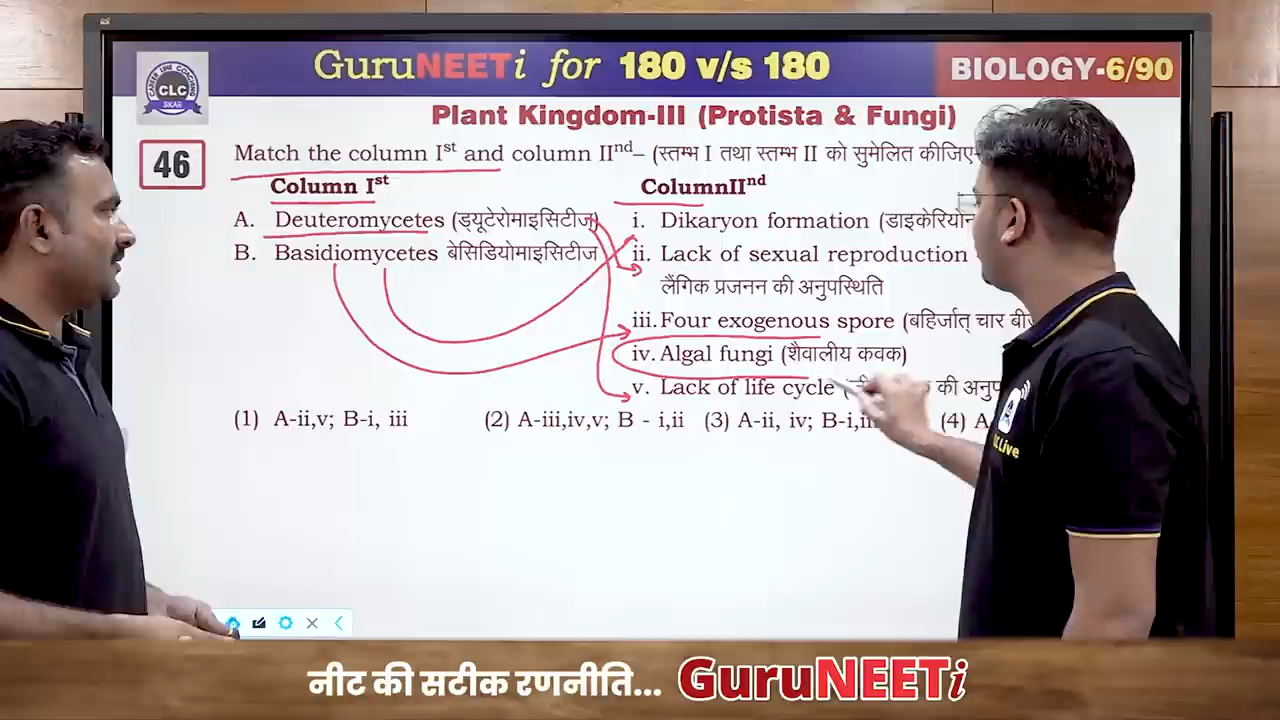 GuruNEETi for 180 v/s 180
BIOLOGY-6/90
CAREER LINE COACHING
CLC
SIKAR
Plant Kingdom-III (Protista & Fungi)
46
Match the column Ist and column IInd– (स्तम्भ I तथा स्तम्भ II को सुमेलित कीजिए
Column Ist
ColumnIInd
A. Deuteromycetes (ड्यूटेरोमाइसिटीज)
i. Dikaryon formation
B. Basidiomycetes बेसिडियोमाइसिटीज
ii. Lack of sexual reproduction
लैंगिक प्रजनन की अनुपस्थिति
iii. Four exogenous spore (बहिर्जात् चार
iv. Algal fungi (शैवालीय कवक)
v. Lack of life cycle की
(1) A-ii,v; B-i, iii
(2) A-iii,iv,v; B - i,ii
(3) A-ii, iv; B-i,
(4) A
Live
नीट की सटीक रणनीति... GuruNEETi